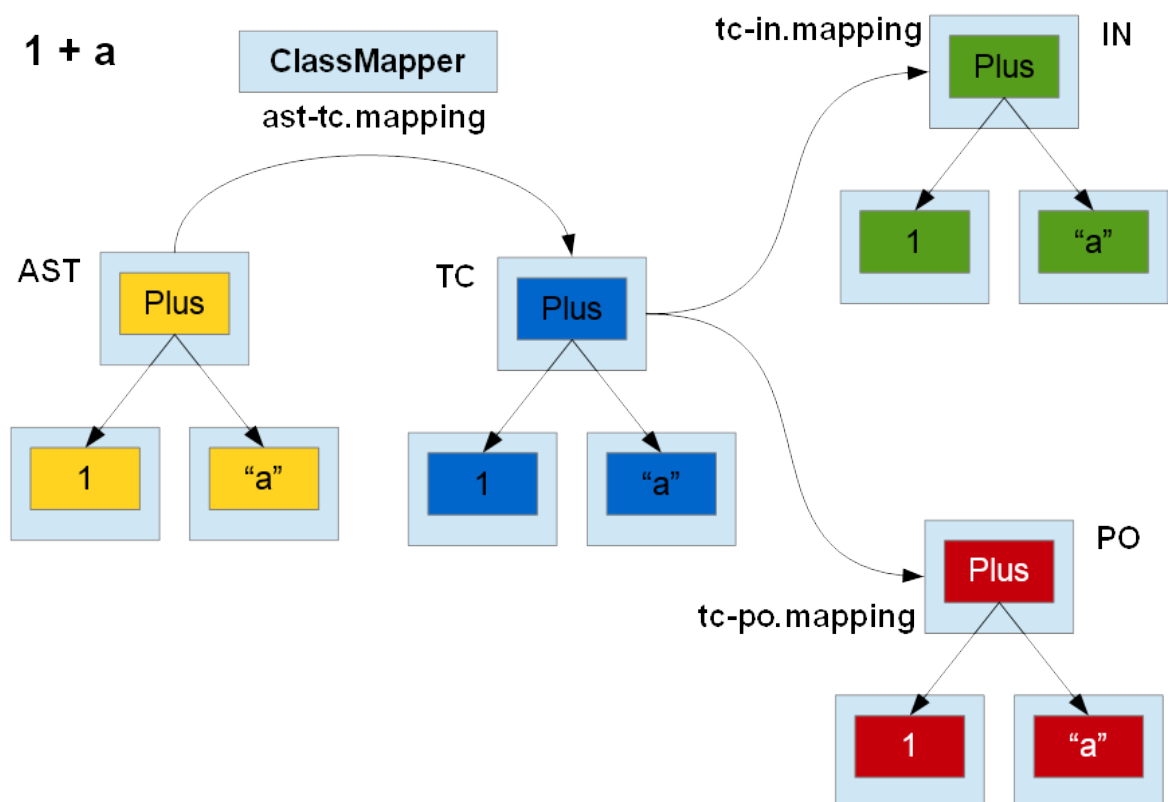 1 + a
ClassMapper
ast-tc.mapping
tc-in.mapping
IN
Plus
1
“a”
AST
Plus
1
“a”
TC
Plus
1
“a”
PO
Plus
tc-po.mapping
1
“a”